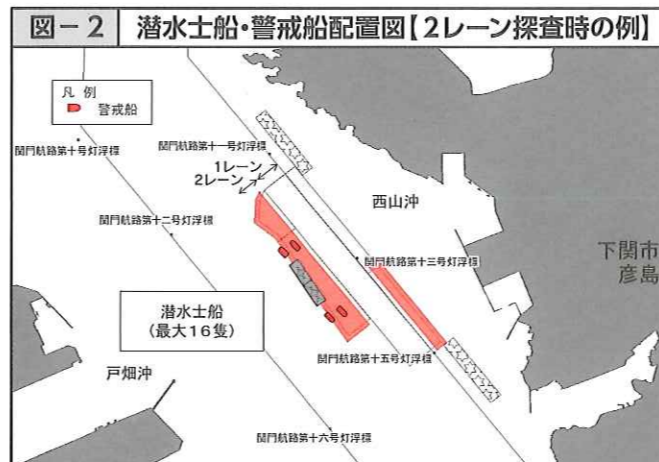 図－2 潜水士船・警戒船配置図【2レーン探査時の例】
凡 例
警戒船
関門航路第十号灯浮標
関門航路第十一号灯浮標
1レーン
2レーン
西山沖
関門航路第十二号灯浮標
下関市
彦島
関門航路第十三号灯浮標
潜水士船
（最大16隻）
関門航路第十五号灯浮標
戸畑沖
関門航路第十六号灯浮標